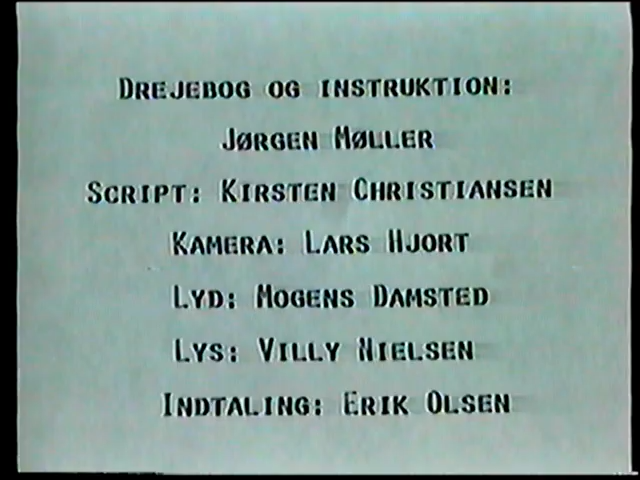 Drejebog og instruktion:
Jørgen Møller
Script: Kirsten Christiansen
Kamera: Lars Hjort
Lyd: Mogens Damsted
Lys: Villy Nielsen
Indtaling: Erik Olsen